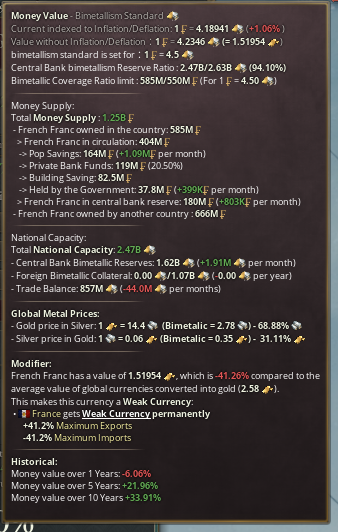 Money Value - Bimetallism Standard
Current indexed to Inflation/Deflation: 1 = 4.18941 (+1.06%)
Value without Inflation/Deflation : 1 = 4.2346 (= 1.51954 )
bimetallism standard is set for : 1 = 4.5
Central Bank bimetallism Reserve Ratio : 2.47B/2.63B (94.10%)
Bimetallic Coverage Ratio limit : 585M/550M (For 1 = 4.50 )
Money Supply:
Total Money Supply : 1.25B
- French Franc owned in the country: 585M
> French Franc in circulation: 404M
-> Pop Savings: 164M (+1.09M per month)
-> Private Bank Funds: 119M (20.50%)
-> Building Saving: 82.5M
-> Held by the Government: 37.8M (+399K per month)
> French Franc in central bank reserve: 180M (+803K per month)
- French Franc owned by another country : 666M
National Capacity:
Total National Capacity: 2.47B
- Central Bank Bimetallic Reserves: 1.62B (+1.91M per month)
- Foreign Bimetallic Collateral: 0.00 /1.07B (-0.00 per year)
- Trade Balance: 857M (-44.0M per months)
Global Metal Prices:
- Gold price in Silver: 1 = 14.4 (Bimetalic = 2.78 ) - 68.88%
- Silver price in Gold: 1 = 0.06 (Bimetalic = 0.35 ) - 31.11%
Modifier:
French Franc has a value of 1.51954 , which is -41.26% compared to the
average value of global currencies converted into gold (2.58 ).
This makes the currency a Weak Currency:
• France gets Weak Currency permanently
+41.2% Maximum Exports
-41.2% Maximum Imports
Historical:
Money value over 1 Years: -6.06%
Money value over 5 Years +21.96%
Money value over 10 Years +33.91%